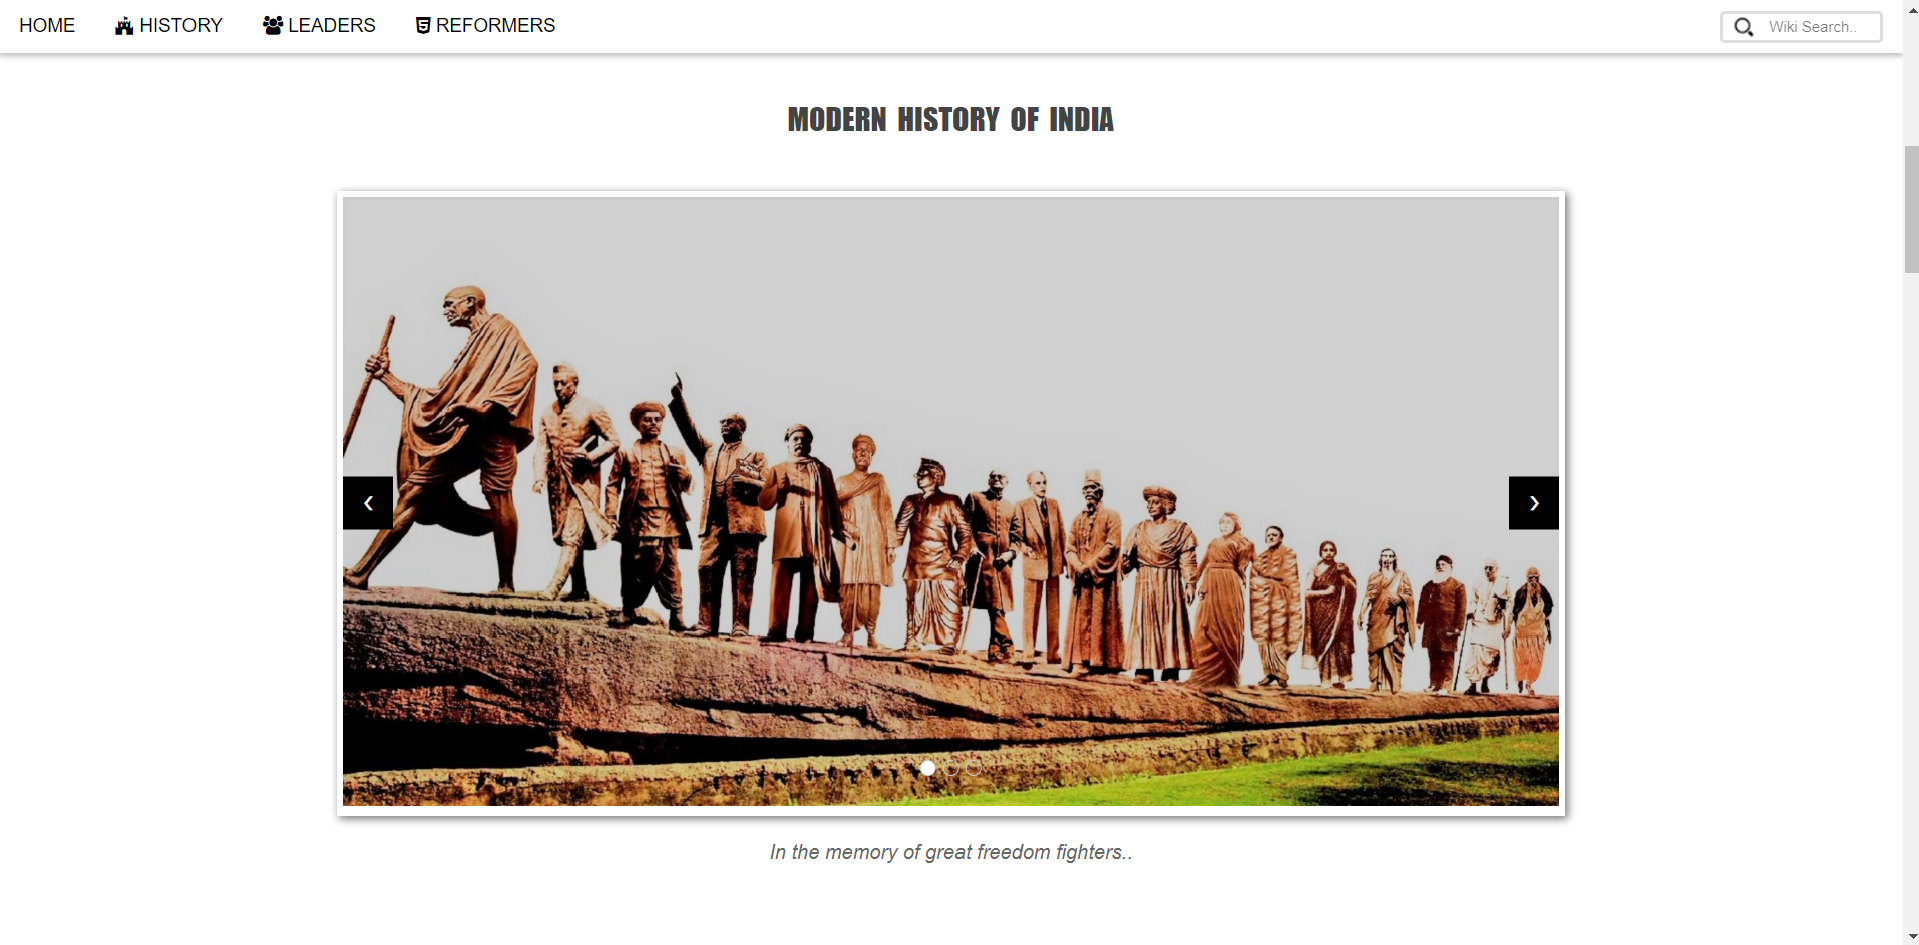 HOME HISTORY LEADERS REFORMERS Wiki Search..
MODERN HISTORY OF INDIA
In the memory of great freedom fighters..